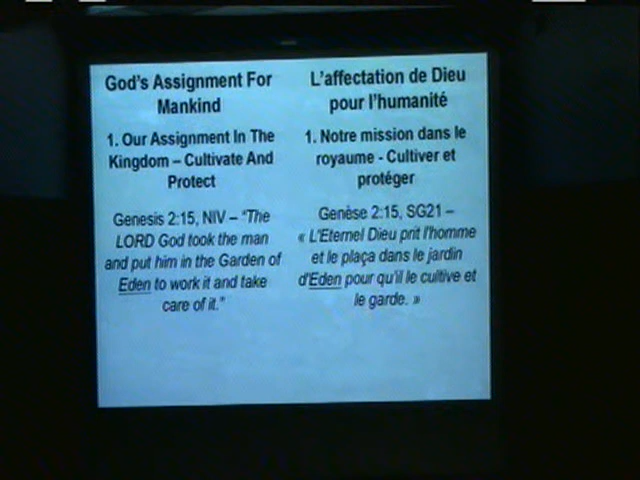 God's Assignment For
Mankind
1. Our Assignment In The
Kingdom – Cultivate And
Protect
Genesis 2:15, NIV – "The
LORD God took the man
and put him in the Garden of
Eden to work it and take
care of it."
L'affectation de Dieu
pour l'humanité
1. Notre mission dans le
royaume - Cultiver et
protéger
Genèse 2:15, SG21 –
« L'Eternel Dieu prit l'homme
et le plaça dans le jardin
d'Eden pour qu'il le cultive et
le garde. »